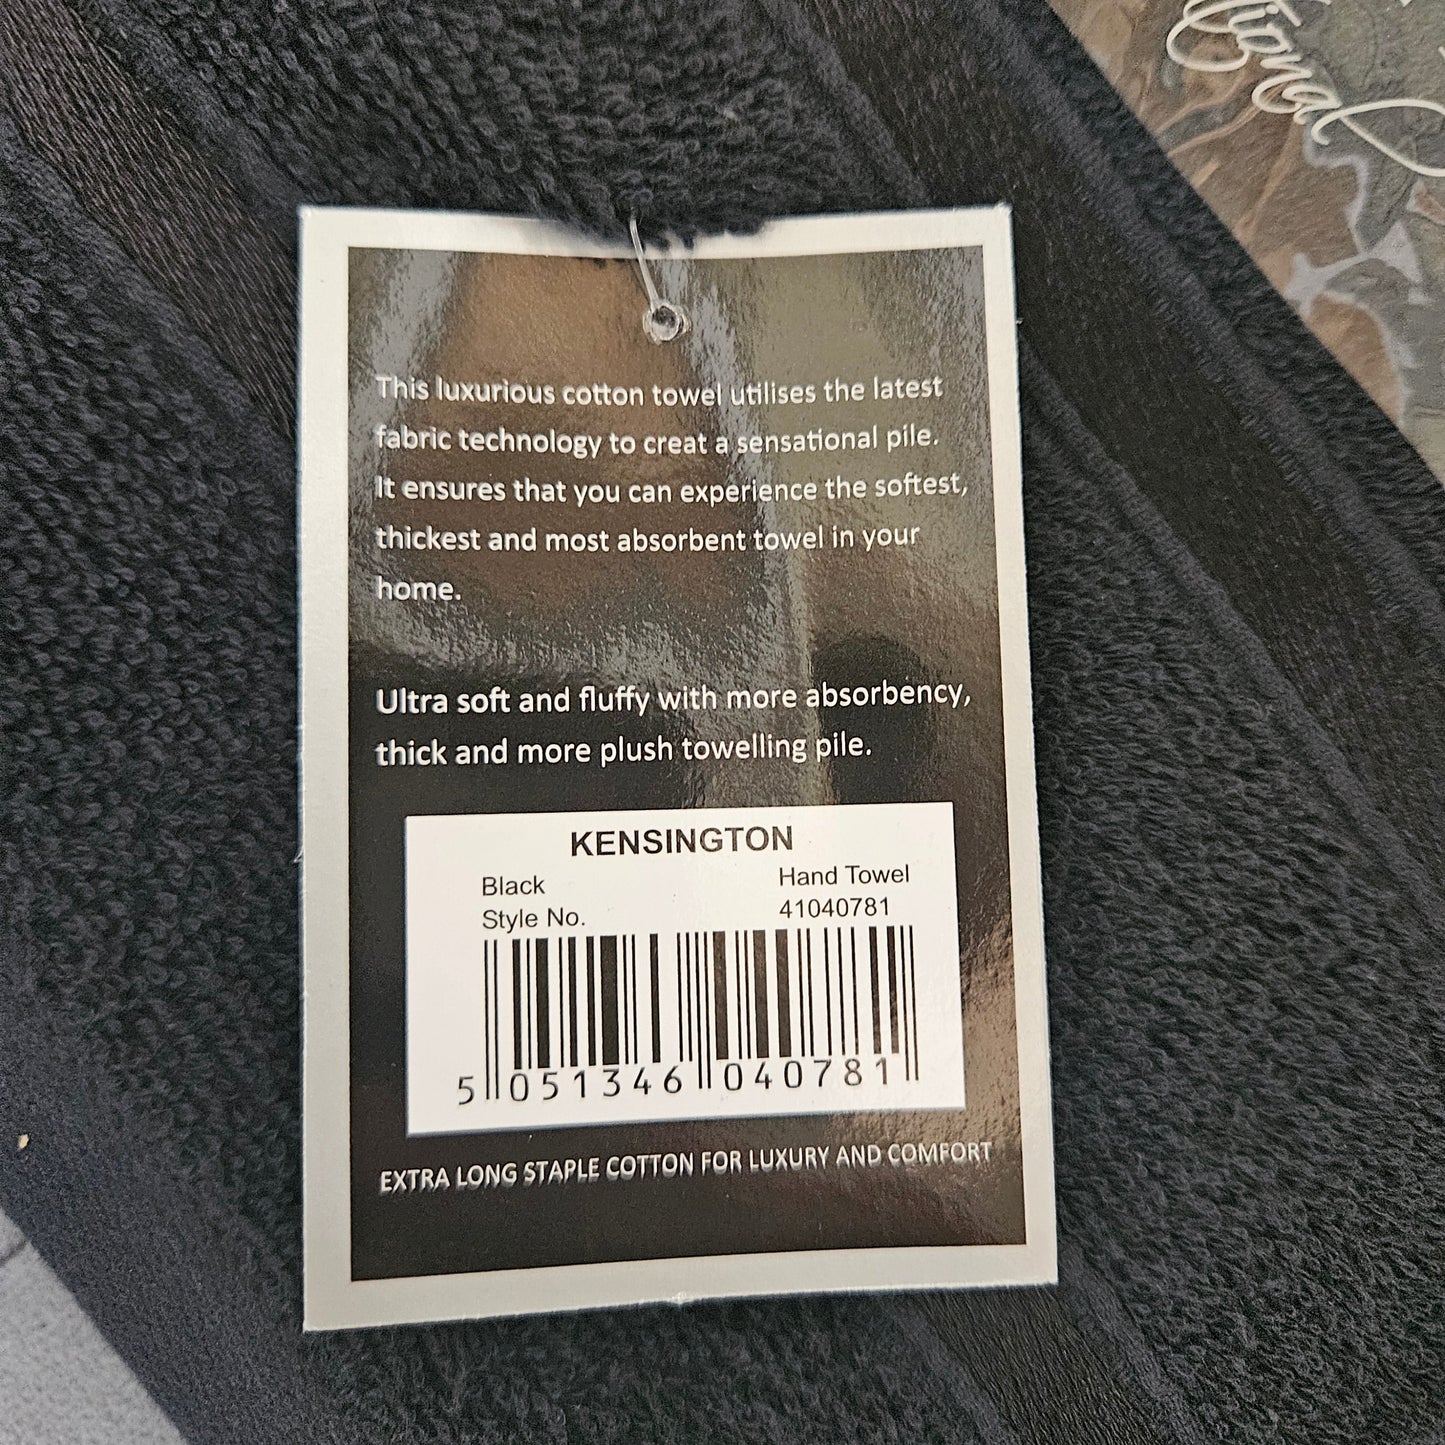 This luxurious cotton towel utilises the latest
fabric technology to creat a sensational pile.
It ensures that you can experience the softest,
thickest and most absorbent towel in your
home.
Ultra soft and fluffy with more absorbency,
thick and more plush towelling pile.
KENSINGTON
Black Hand Towel
Style No. 41040781
5 051346 040781
EXTRA LONG STAPLE COTTON FOR LUXURY AND COMFORT